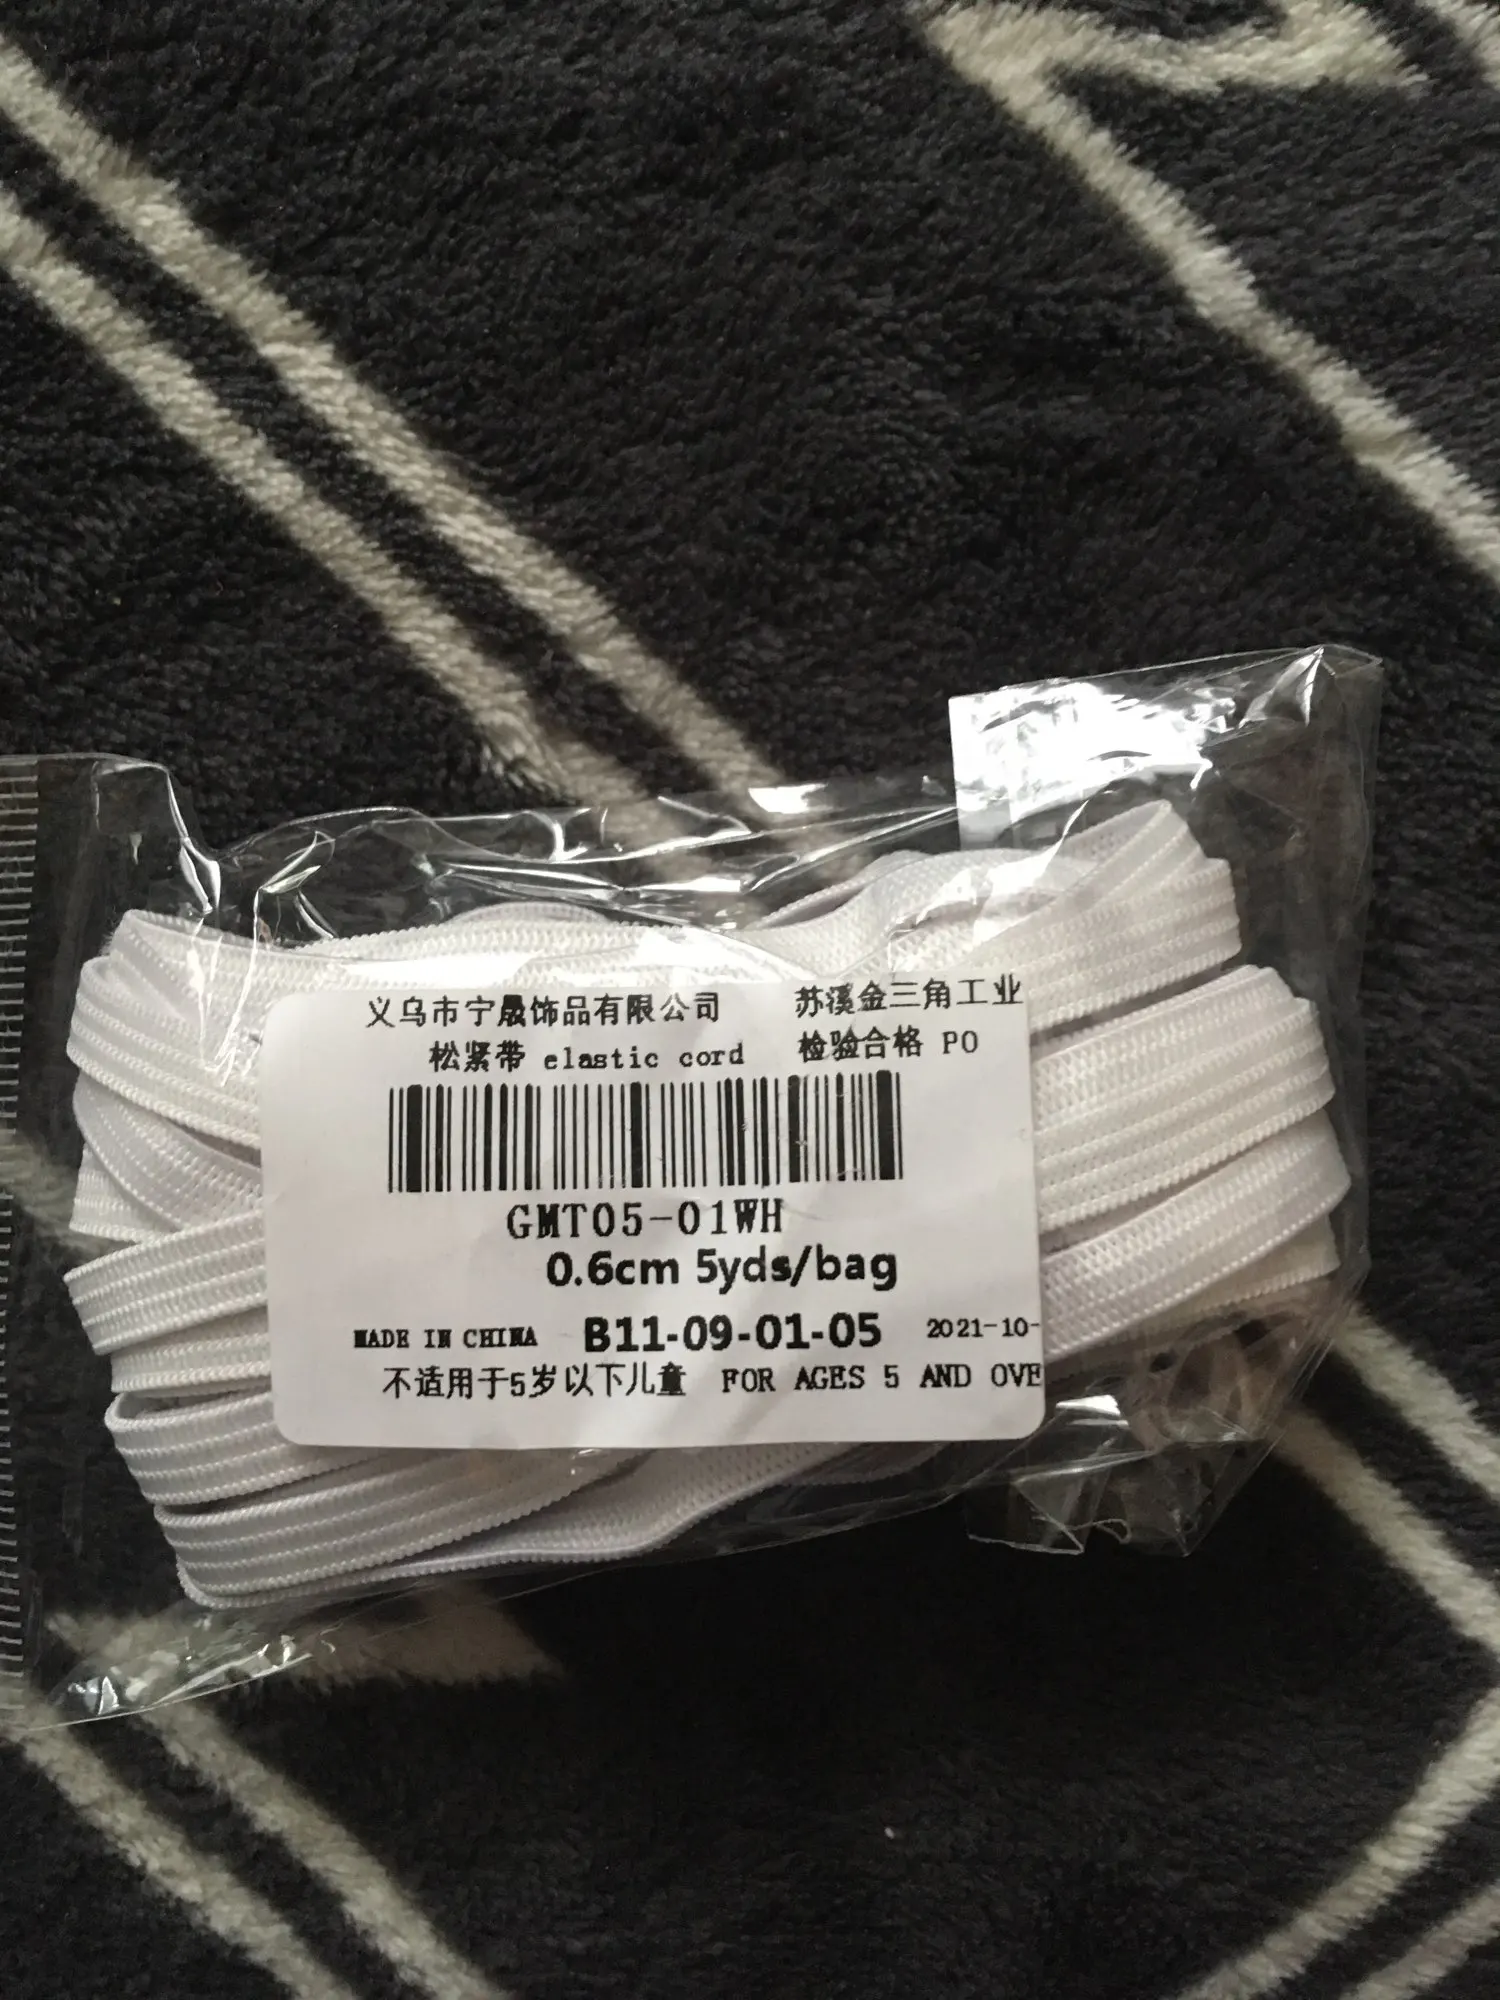 义乌市宁晟饰品有限公司 苏溪金三角工业
松紧带 elastic cord 检验合格 PO
GMT05-01WH
0.6cm 5yds/bag
MADE IN CHINA B11-09-01-05 2021-10-
不适用于5岁以下儿童 FOR AGES 5 AND OVE